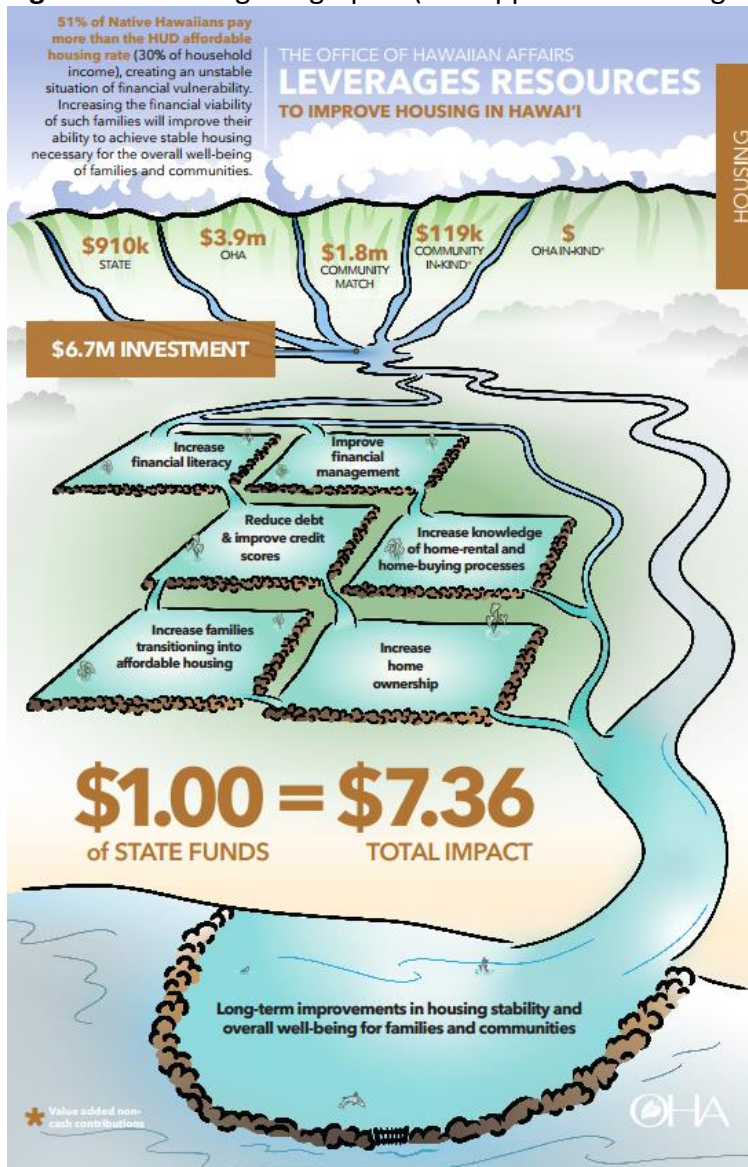 51% of Native Hawaiians pay
more than the HUD affordable
housing rate (30% of household
income), creating an unstable
situation of financial vulnerability.
Increasing the financial viability
of such families will improve their
ability to achieve stable housing
necessary for the overall well-being
of families and communities.
THE OFFICE OF HAWAIIAN AFFAIRS
LEVERAGES RESOURCES
TO IMPROVE HOUSING IN HAWAI'I
HOUSING
$910k
STATE
$3.9m
OHA
$1.8m
COMMUNITY
MATCH
$119k
COMMUNITY
IN-KIND*
$
OHA IN-KIND*
$6.7M INVESTMENT
Increase
financial literacy
Improve
financial
management
Reduce debt
& improve credit
scores
Increase knowledge
of home-rental and
home-buying processes
Increase families
transitioning into
affordable housing
Increase
home
ownership
$1.00 = $7.36
of STATE FUNDS TOTAL IMPACT
Long-term improvements in housing stability and
overall well-being for families and communities
* Value added non-
cash contributions
OHA